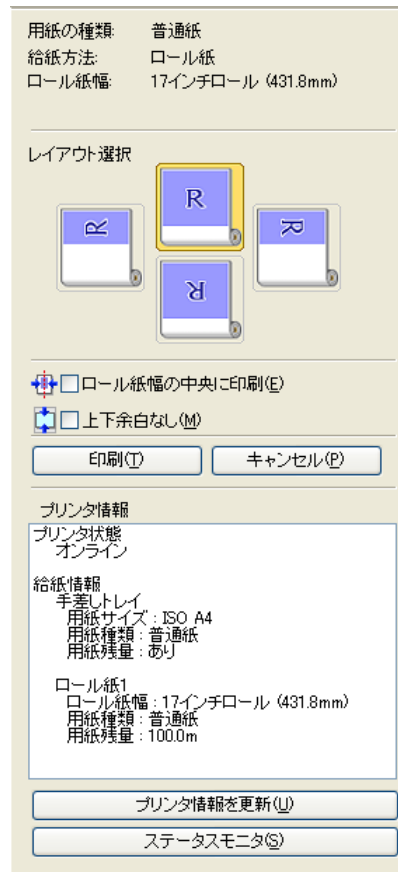 用紙の種類: 普通紙
給紙方法: ロール紙
ロール紙幅: 17インチロール (431.8mm)
レイアウト選択
R
R
R
R
ロール紙幅の中央に印刷(E)
上下余白なし(M)
印刷(T) キャンセル(P)
プリンタ情報
プリンタ状態
オンライン
給紙情報
手差しトレイ
用紙サイズ : ISO A4
用紙種類 : 普通紙
用紙残量 : あり
ロール紙1
ロール紙幅 : 17インチロール (431.8mm)
用紙種類 : 普通紙
用紙残量 : 100.0m
プリンタ情報を更新(U)
ステータスモニタ(S)